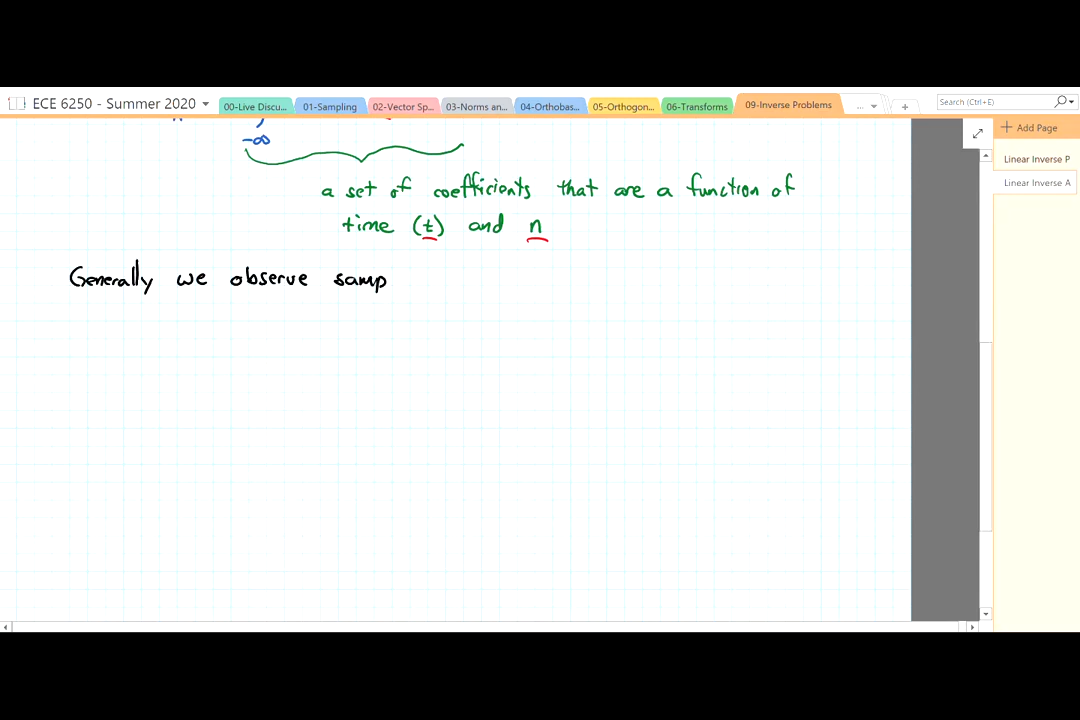 ECE 6250 - Summer 2020
00-Live Discu...
01-Sampling
02-Vector Sp...
03-Norms an...
04-Orthobas...
05-Orthogon...
06-Transforms
09-Inverse Problems
...
+
Search (Ctrl+E)
+ Add Page
Linear Inverse P
Linear Inverse A
-∞
a set of coefficients that are a function of
time (t) and n
Generally we observe samp